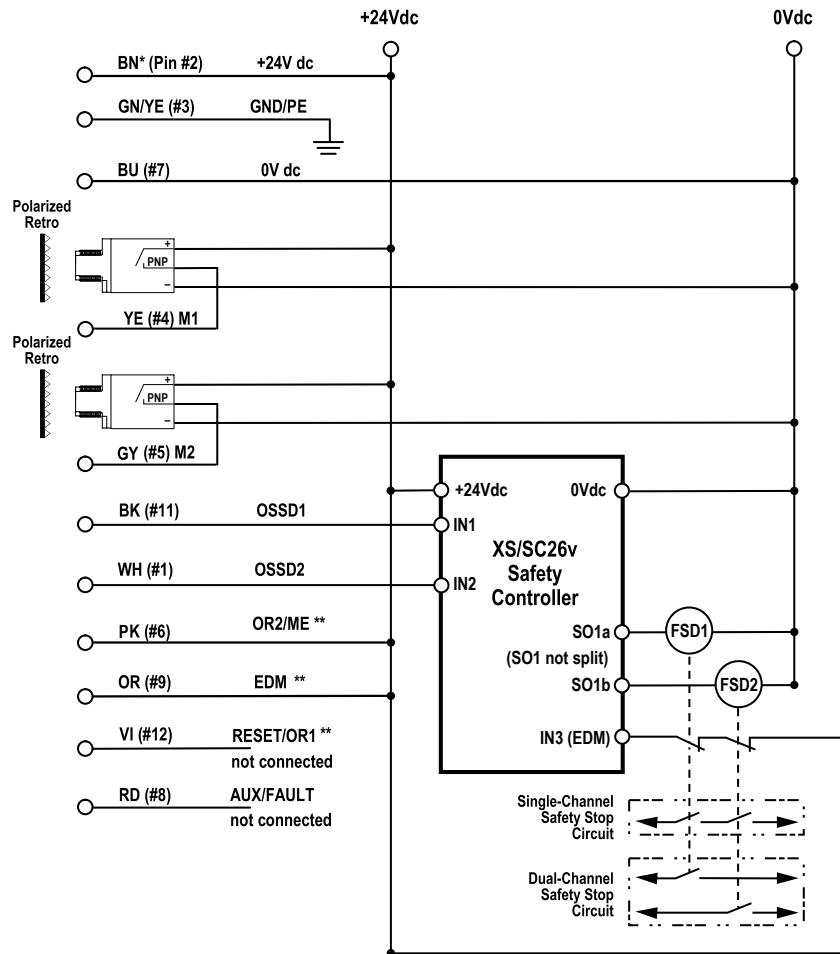 +24Vdc
0Vdc
BN* (Pin #2) +24V dc
GN/YE (#3) GND/PE
BU (#7) 0V dc
Polarized
Retro
+
PNP
–
YE (#4) M1
Polarized
Retro
+
PNP
–
GY (#5) M2
+24Vdc
0Vdc
BK (#11) OSSD1
IN1
XS/SC26v
Safety
Controller
WH (#1) OSSD2
IN2
PK (#6) OR2/ME **
SO1a
FSD1
(SO1 not split)
OR (#9) EDM **
SO1b
FSD2
VI (#12) RESET/OR1 **
not connected
IN3 (EDM)
RD (#8) AUX/FAULT
not connected
Single-Channel
Safety Stop
Circuit
Dual-Channel
Safety Stop
Circuit